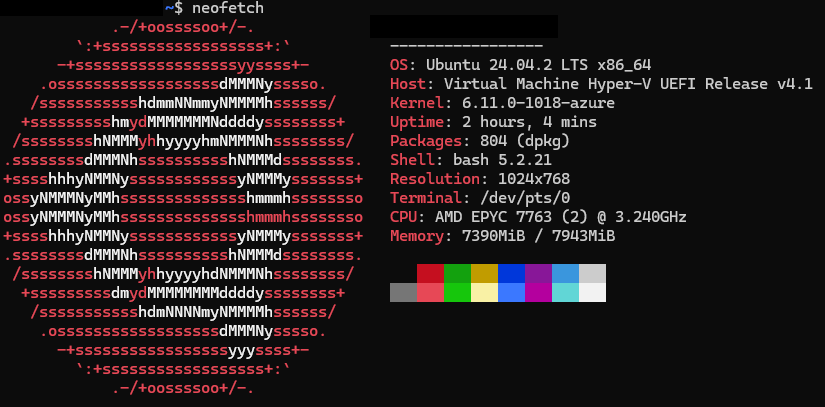 ~$ neofetch
.-/+oossssoo+/-.
`:+ssssssssssssssssss+:`
-+ssssssssssssssssssyyssss+-
.ossssssssssssssssssdMMMNysssso.
/ssssssssssshdmmNNmmyNMMMMhssssss/
+ssssssssshmydMMMMMMMNddddyssssssss+
/sssssssshNMMMyhhyyyyhmNMMMNhssssssss/
.ssssssssdMMMNhsssssssssshNMMMdssssssss.
+sssshhhyNMMNyssssssssssssyNMMMysssssss+
ossyNMMMNyMMhsssssssssssssshmmmhssssssso
ossyNMMMNyMMhsssssssssssssshmmmhssssssso
+sssshhhyNMMNyssssssssssssyNMMMysssssss+
.ssssssssdMMMNhsssssssssshNMMMdssssssss.
/sssssssshNMMMyhhyyyyhdNMMMNhssssssss/
+sssssssssdmydMMMMMMMMddddyssssssss+
/ssssssssssshdmNNNNmyNMMMMhssssss/
.ossssssssssssssssssdMMMNysssso.
-+sssssssssssssssssyyyssss+-
`:+ssssssssssssssssss+:`
.-/+oossssoo+/-.
-----------------
OS: Ubuntu 24.04.2 LTS x86_64
Host: Virtual Machine Hyper-V UEFI Release v4.1
Kernel: 6.11.0-1018-azure
Uptime: 2 hours, 4 mins
Packages: 804 (dpkg)
Shell: bash 5.2.21
Resolution: 1024x768
Terminal: /dev/pts/0
CPU: AMD EPYC 7763 (2) @ 3.240GHz
Memory: 7390MiB / 7943MiB